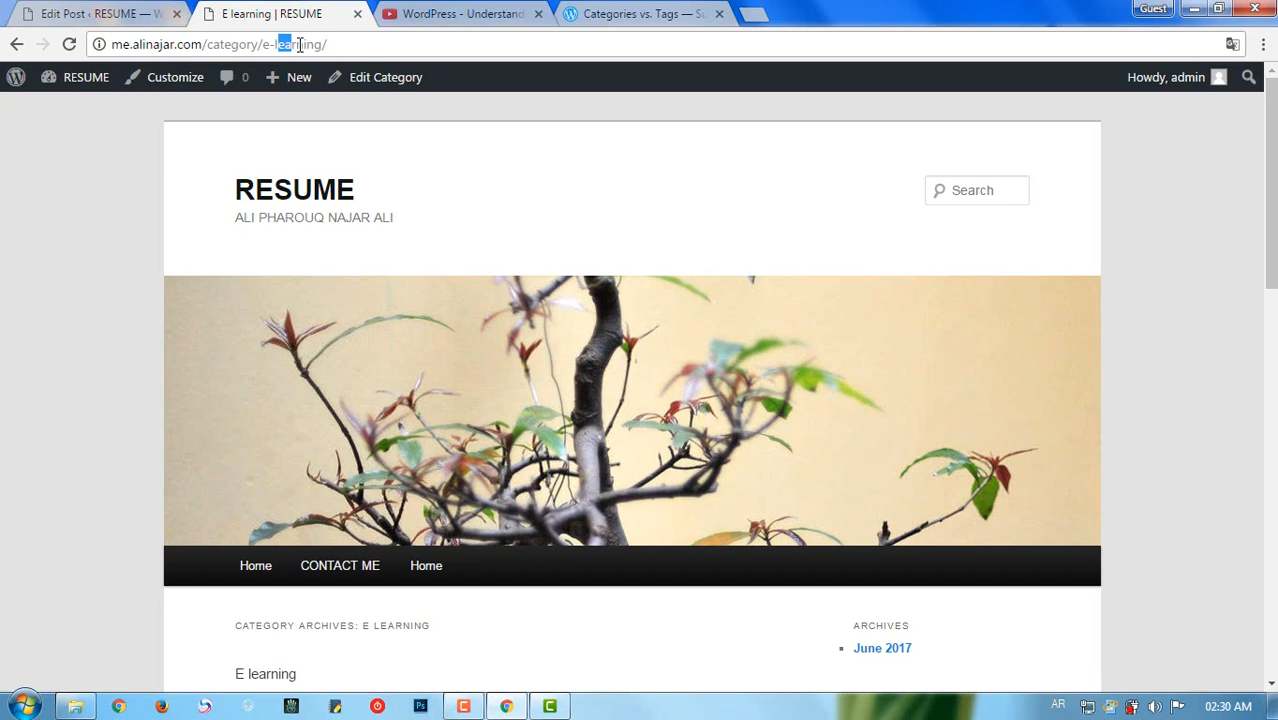 Edit Post ‹ RESUME — W
E learning | RESUME
WordPress - Understand
Categories vs. Tags — Su
Guest
me.alinajar.com/category/e-learning/
RESUME
Customize
0
New
Edit Category
Howdy, admin
RESUME
ALI PHAROUQ NAJAR ALI
Search
Home
CONTACT ME
Home
CATEGORY ARCHIVES: E LEARNING
ARCHIVES
June 2017
E learning
Ps
C
C
AR
02:30 AM